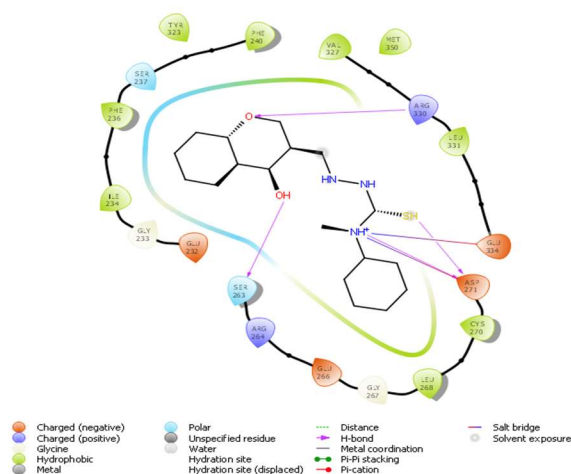 TYR
323
PHE
240
VAL
327
MET
350
SER
237
ARG
330
PHE
236
O
LEU
331
HN
NH
ILE
234
OH
SH
GLY
233
GLU
232
NH+
GLU
334
SER
263
ASP
271
ARG
264
CYS
270
GLU
266
GLY
267
LEU
268
Charged (negative)
Charged (positive)
Glycine
Hydrophobic
Metal
Polar
Unspecified residue
Water
Hydration site
Hydration site (displaced)
Distance
H-bond
Metal coordination
Pi-Pi stacking
Pi-cation
Salt bridge
Solvent exposure